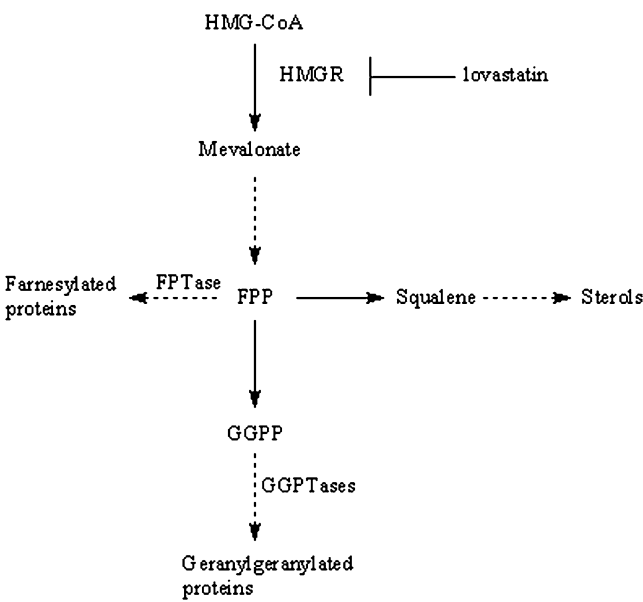 HMG-CoA
HMGR
lovastatin
Mevalonate
Farnesylated
proteins
FPTase
FPP
Squalene
Sterols
GGPP
GGPTases
Geranylgeranylated
proteins